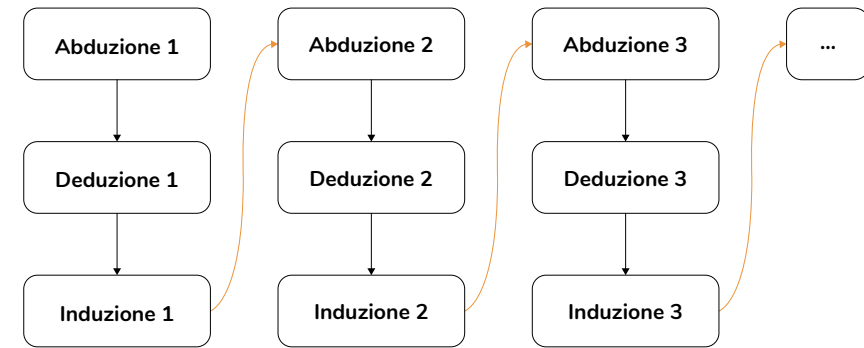 Abduzione 1
Abduzione 2
Abduzione 3
...
Deduzione 1
Deduzione 2
Deduzione 3
Induzione 1
Induzione 2
Induzione 3